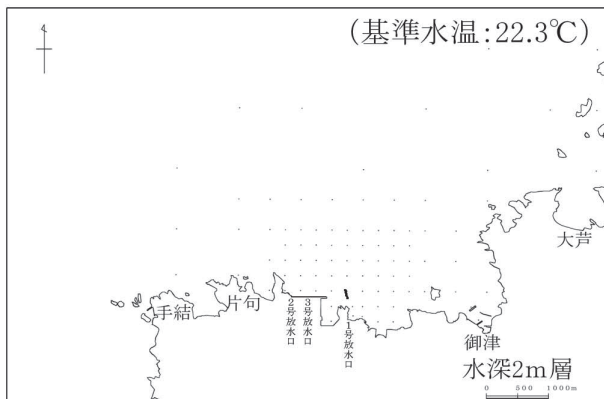 (基準水温:22.3℃)
大芦
手結
片句
2号放水口
3号放水口
1号放水口
御津
水深2m層
0 500 1000m